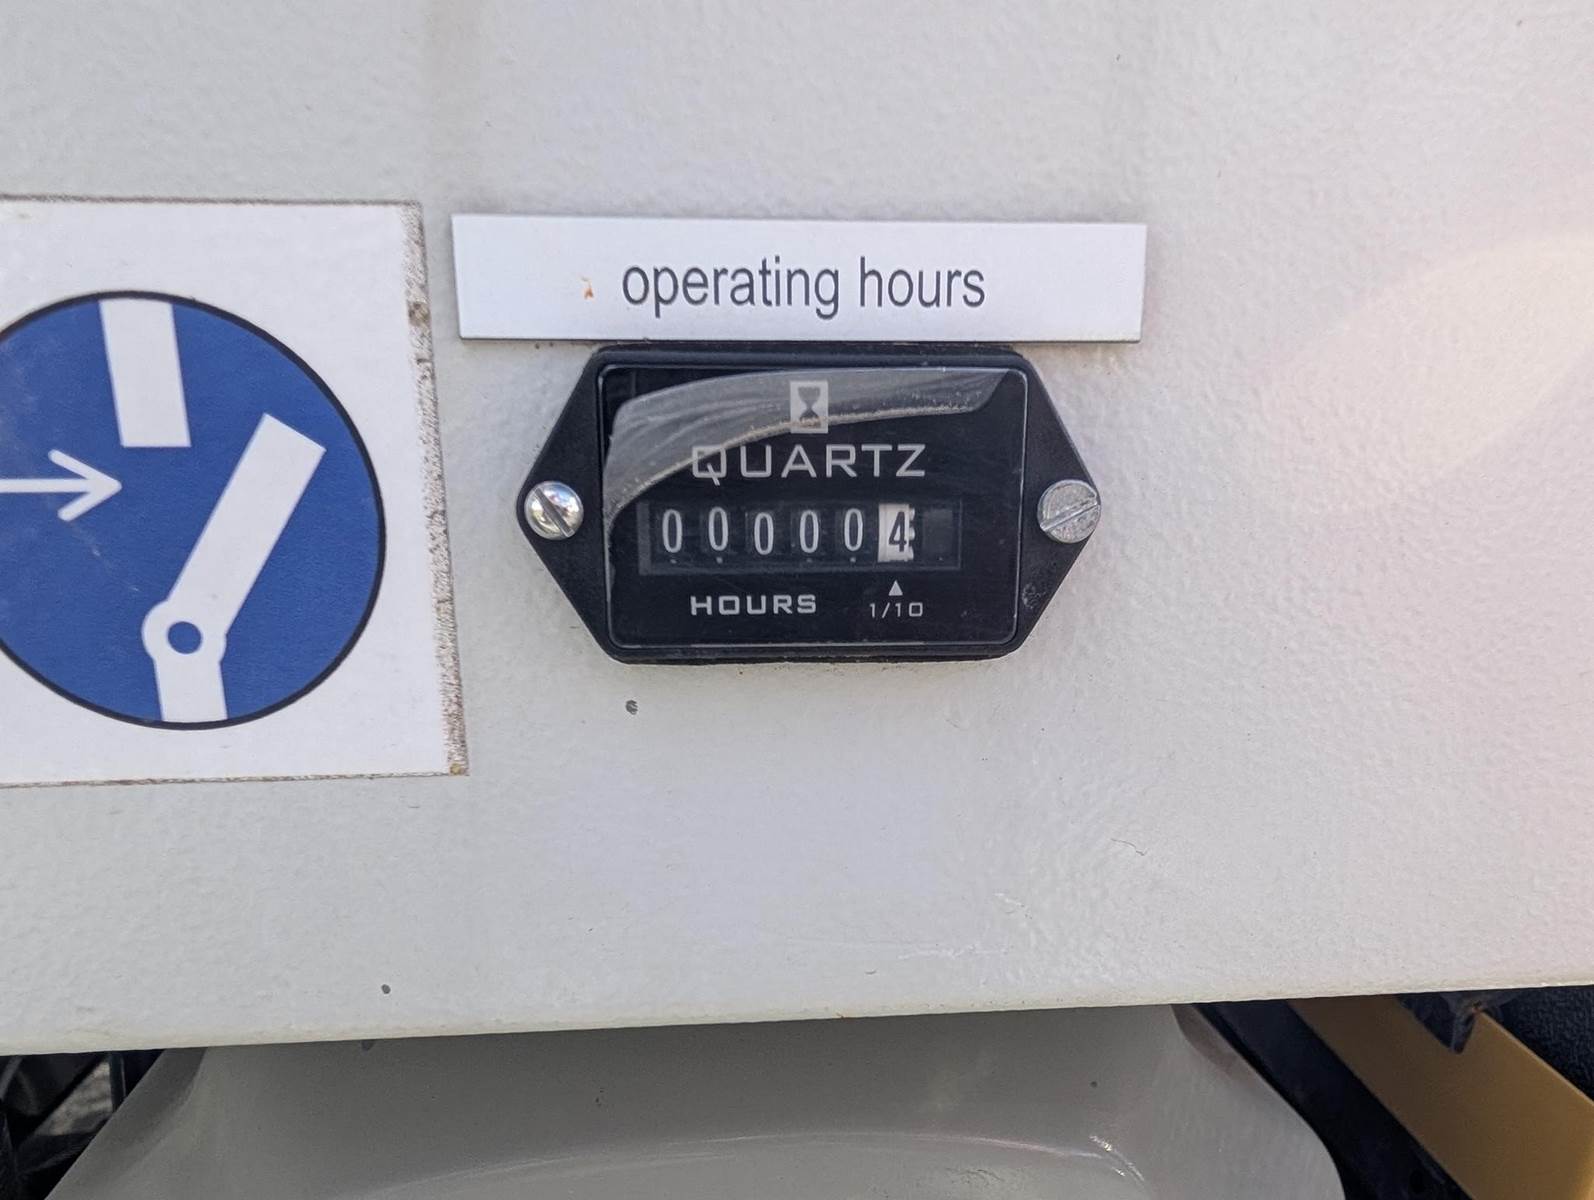 operating hours
QUARTZ
000004
HOURS 1/10